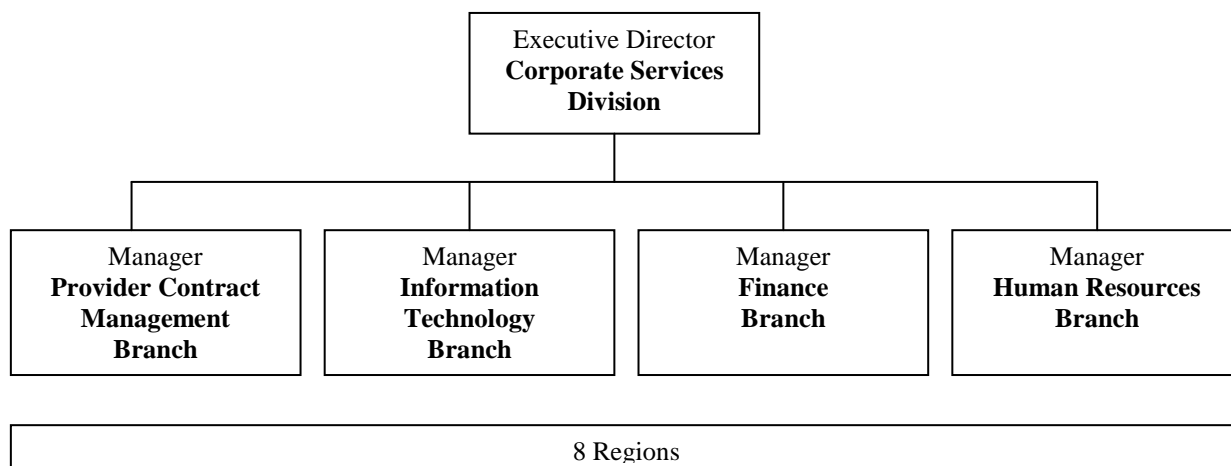 Executive Director
Corporate Services
Division
Manager
Provider Contract
Management
Branch
Manager
Information
Technology
Branch
Manager
Finance
Branch
Manager
Human Resources
Branch
8 Regions